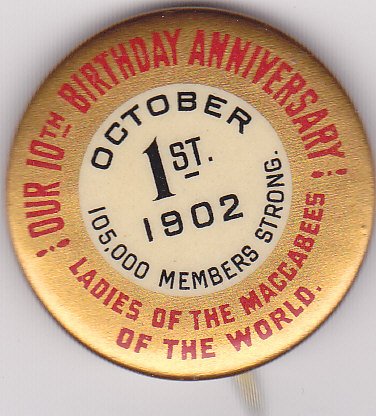 ! OUR 10TH BIRTHDAY ANNIVERSARY !
OCTOBER
1ST.
1902
105,000 MEMBERS STRONG.
LADIES OF THE MACCABEES
OF THE WORLD.